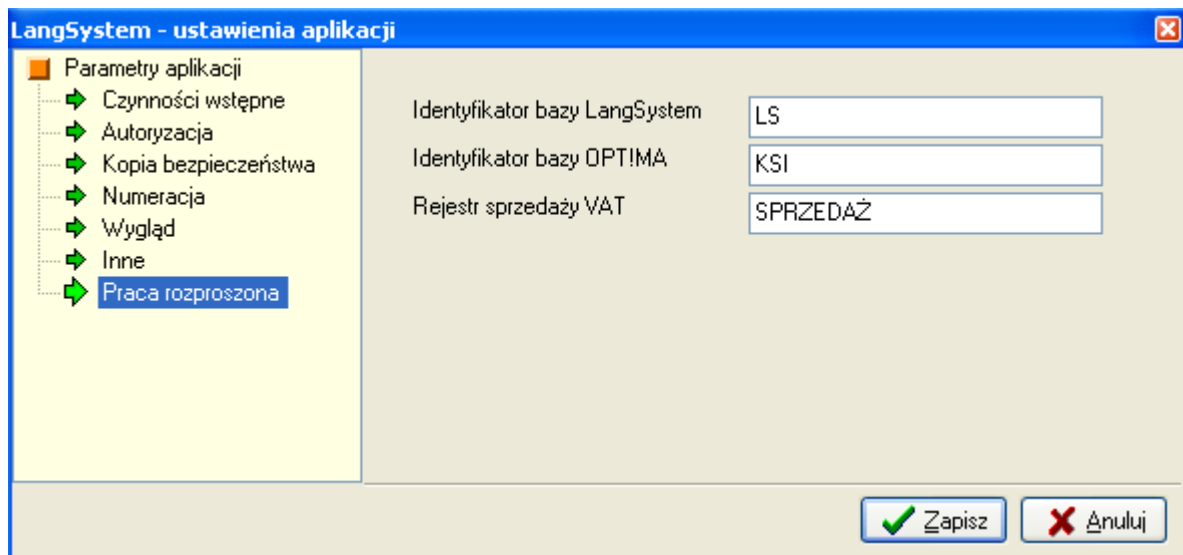 LangSystem - ustawienia aplikacji
Parametry aplikacji
Czynności wstępne
Autoryzacja
Kopia bezpieczeństwa
Numeracja
Wygląd
Inne
Praca rozproszona
Identyfikator bazy LangSystem
LS
Identyfikator bazy OPT!MA
KSI
Rejestr sprzedaży VAT
SPRZEDAŻ
Zapisz
Anuluj